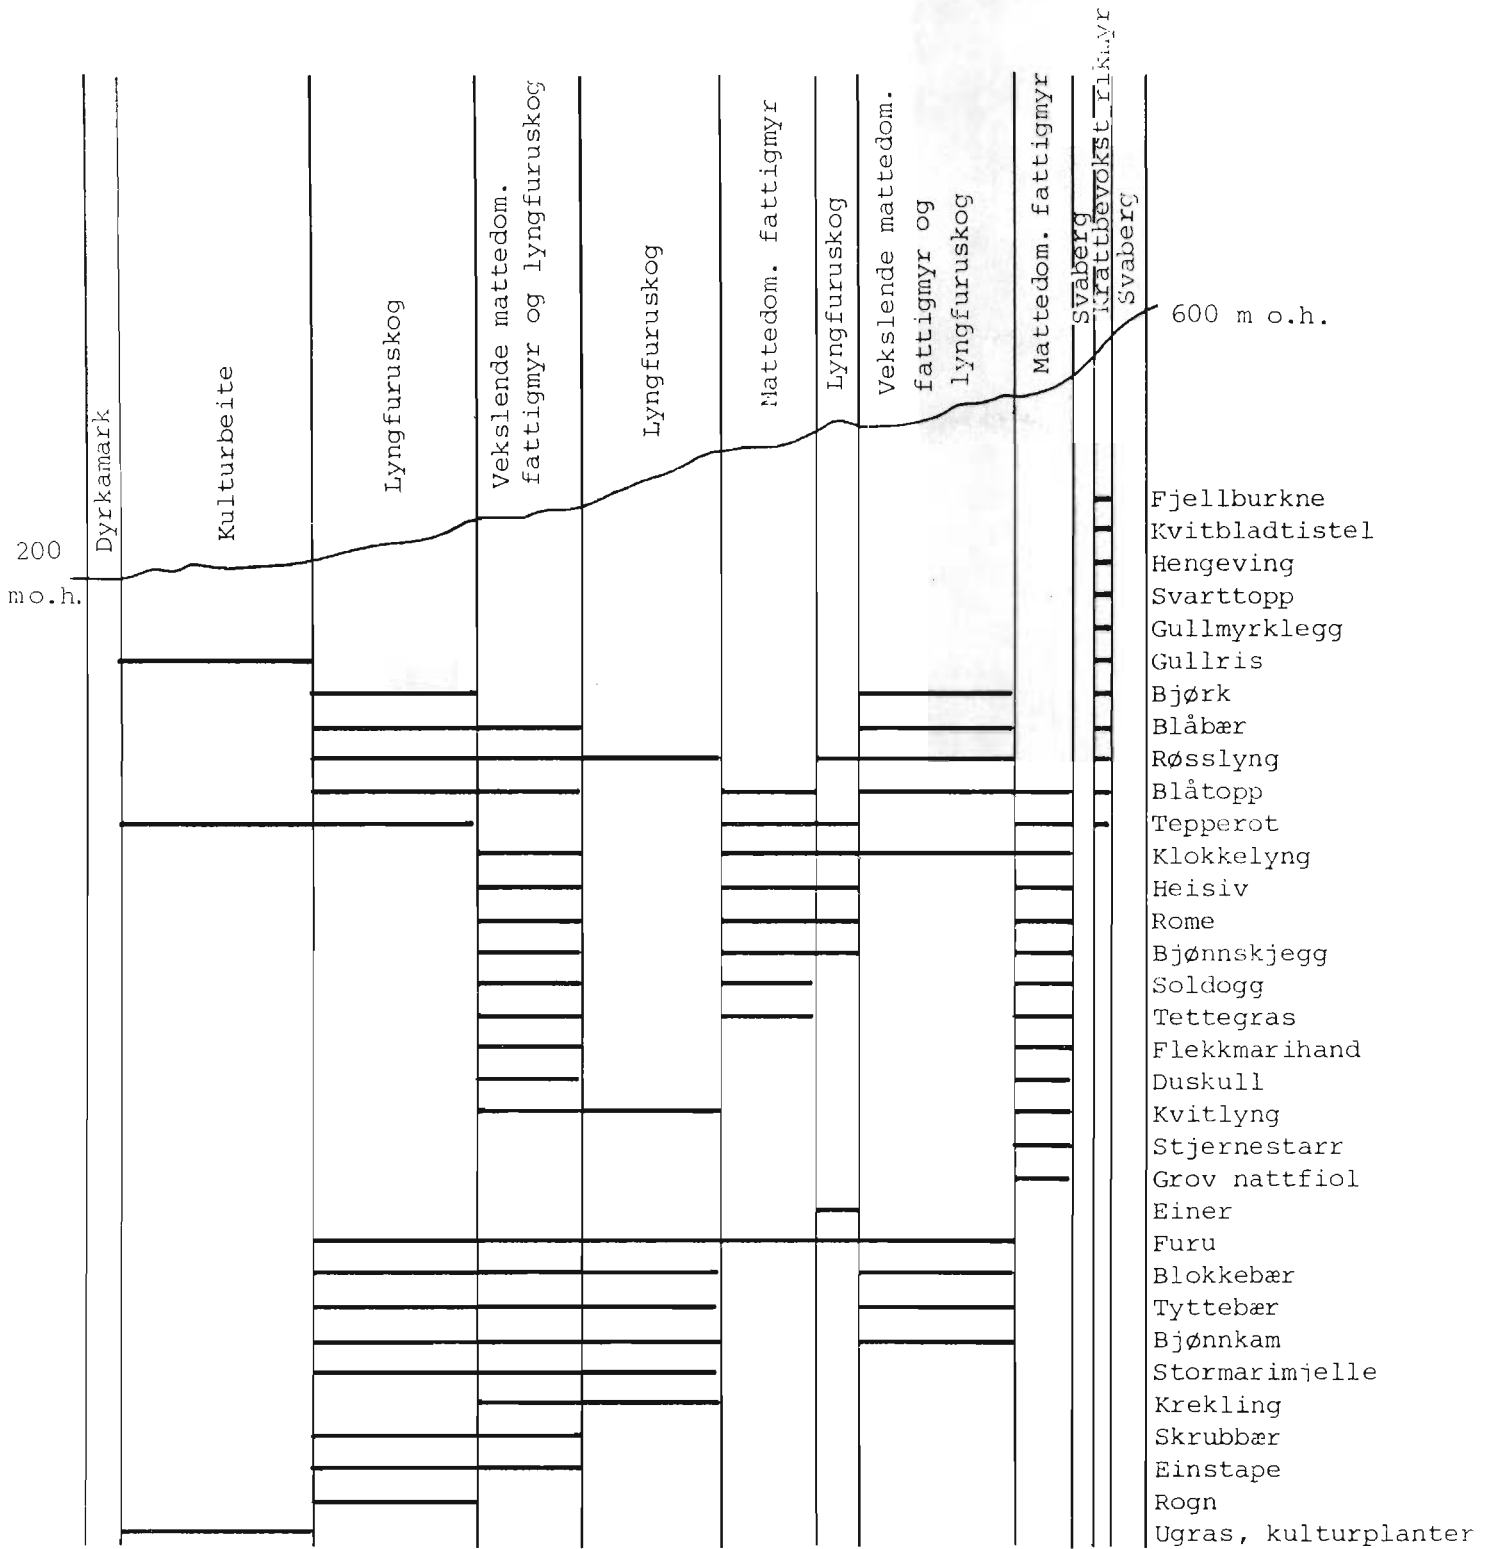 Dyrkamark
Kulturbeite
Lyngfuruskog
Vekslende mattedom.
fattigmyr og lyngfuruskog
Lyngfuruskog
Mattedom. fattigmyr
Lyngfuruskog
Vekslende mattedom.
fattigmyr og
lyngfuruskog
Mattedom. fattigmyr
Svaberg
Krattbevokst rikmyr
Svaberg
200
mo.h.
600 m o.h.
Fjellburkne
Kvitbladtistel
Hengeving
Svarttopp
Gullmyrklegg
Gullris
Bjørk
Blåbær
Røsslyng
Blåtopp
Tepperot
Klokkelyng
Heisiv
Rome
Bjønnskjegg
Soldogg
Tettegras
Flekkmarihand
Duskull
Kvitlyng
Stjernestarr
Grov nattfiol
Einer
Furu
Blokkebær
Tyttebær
Bjønnkam
Stormarimjelle
Krekling
Skrubbær
Einstape
Rogn
Ugras, kulturplanter